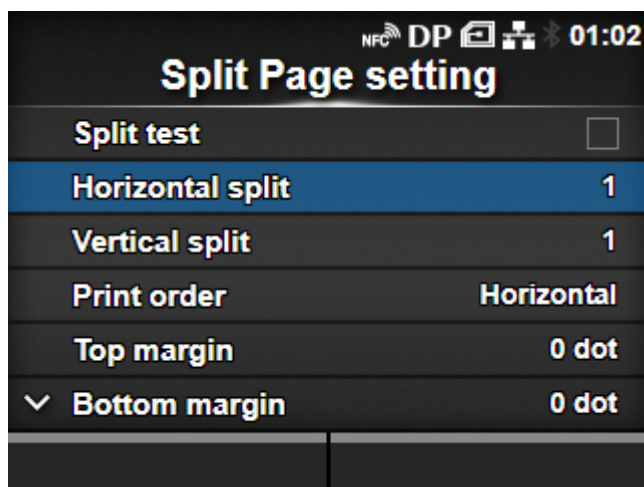 NFC DP 01:02
Split Page setting
Split test
Horizontal split 1
Vertical split 1
Print order Horizontal
Top margin 0 dot
Bottom margin 0 dot